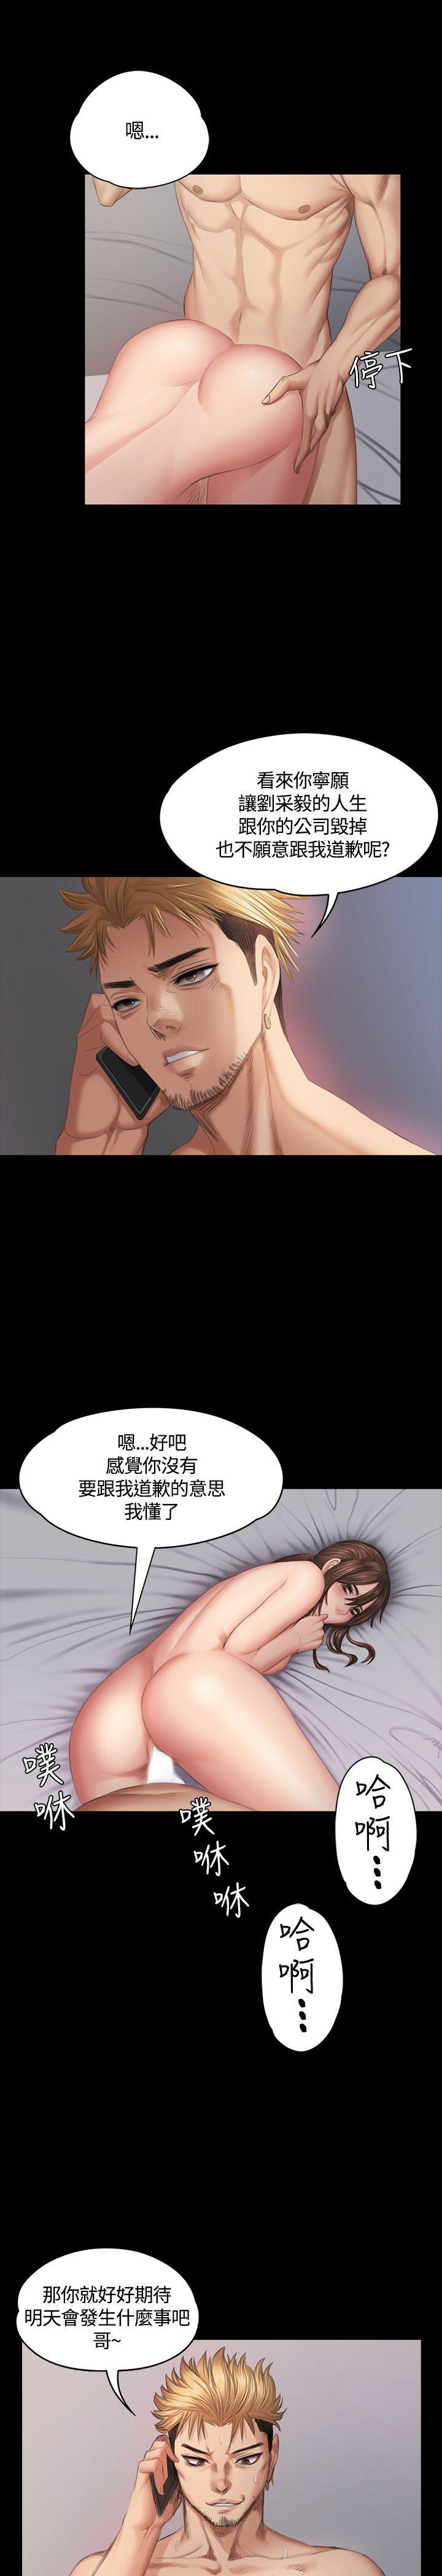 嗯...
停下
看來你寧願
讓劉采毅的人生
跟你的公司毀掉
也不願意跟我道歉呢?
嗯...好吧
感覺你沒有
要跟我道歉的意思
我懂了
噗咻
噗咻咻
哈啊...
哈啊...
那你就好好期待
明天會發生什麼事吧
哥~